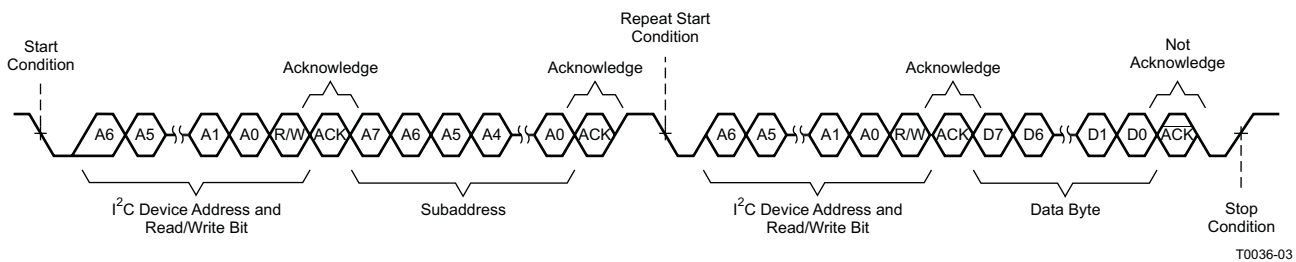 Start
Condition
Acknowledge
Acknowledge
Repeat Start
Condition
Acknowledge
Not
Acknowledge
A6 A5 A1 A0 R/W ACK A7 A6 A5 A4 A0 ACK A6 A5 A1 A0 R/W ACK D7 D6 D1 D0 A̅C̅K̅
I²C Device Address and
Read/Write Bit
Subaddress
I²C Device Address and
Read/Write Bit
Data Byte
Stop
Condition
T0036-03